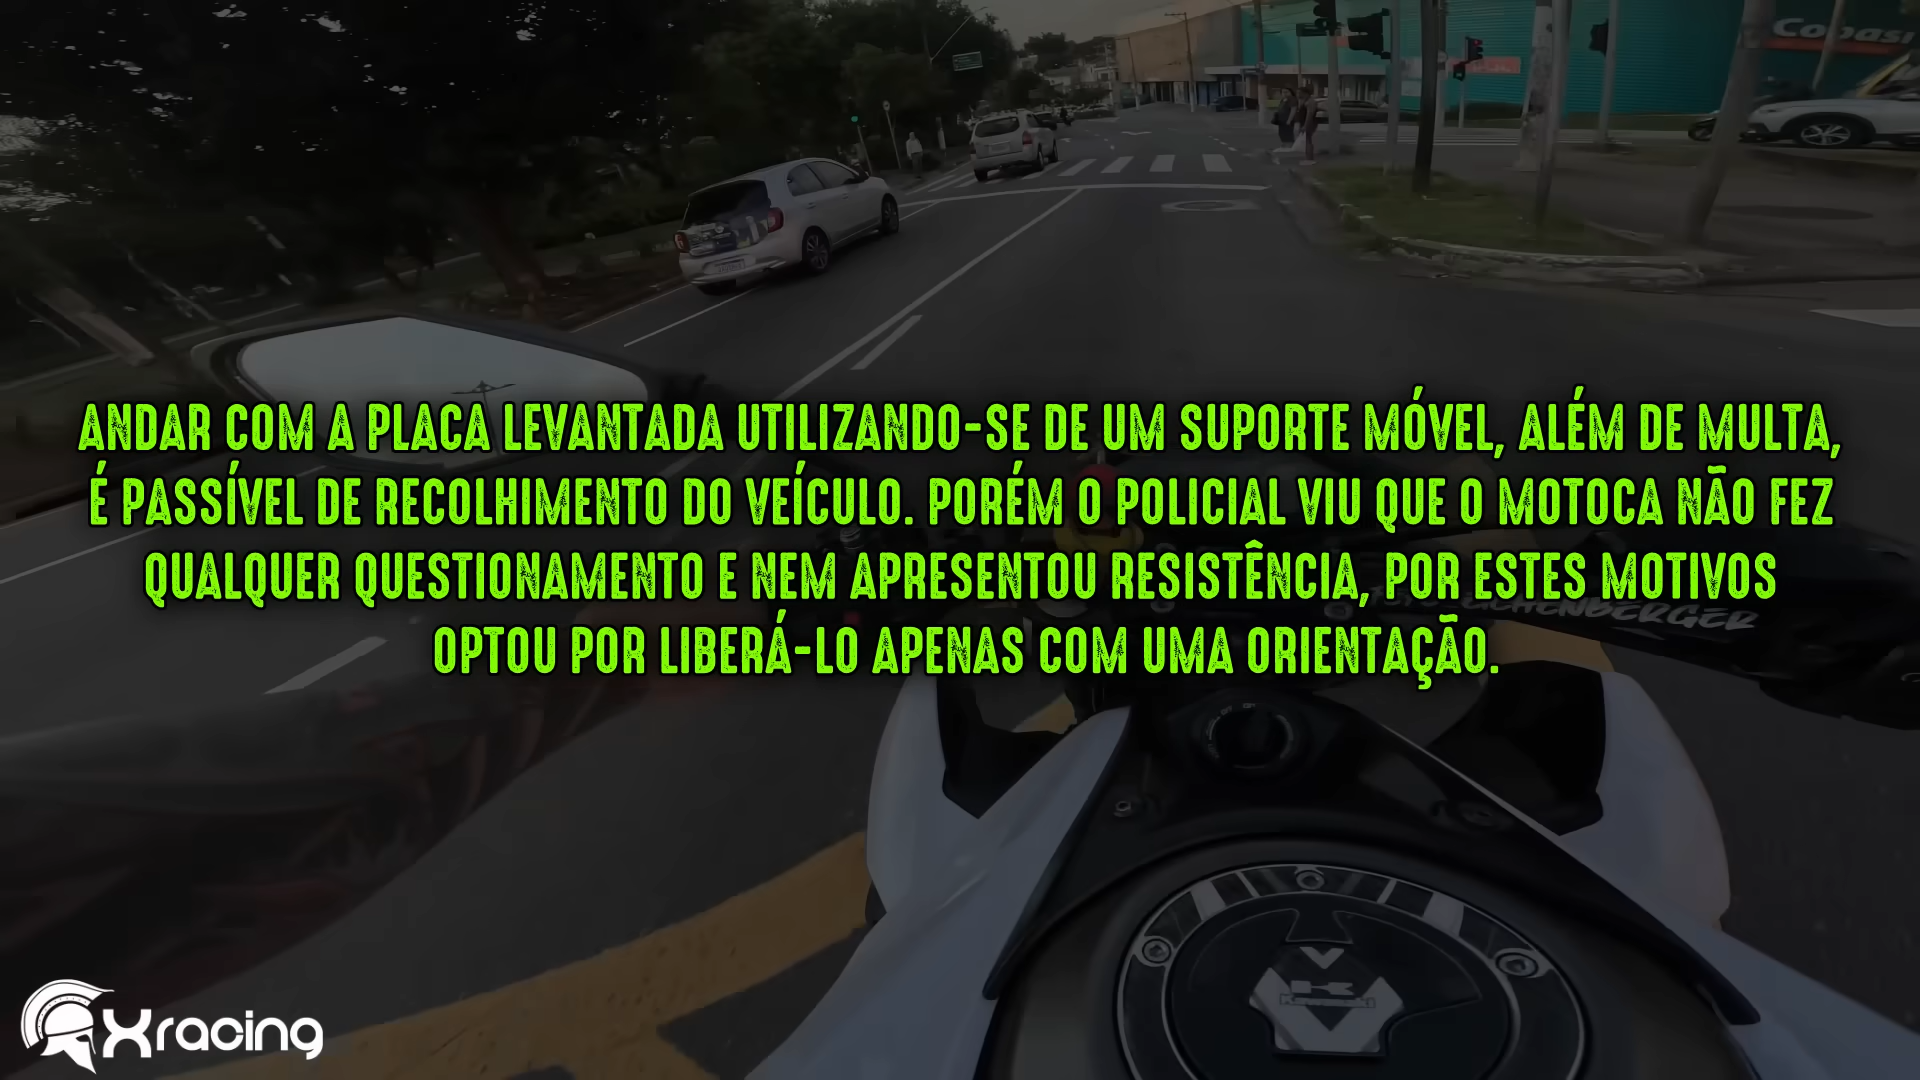 Cobasi
ANDAR COM A PLACA LEVANTADA UTILIZANDO-SE DE UM SUPORTE MÓVEL, ALÉM DE MULTA,
É PASSÍVEL DE RECOLHIMENTO DO VEÍCULO. PORÉM O POLICIAL VIU QUE O MOTOCA NÃO FEZ
QUALQUER QUESTIONAMENTO E NEM APRESENTOU RESISTÊNCIA, POR ESTES MOTIVOS
OPTOU POR LIBERÁ-LO APENAS COM UMA ORIENTAÇÃO.
Kawasaki
Xracing